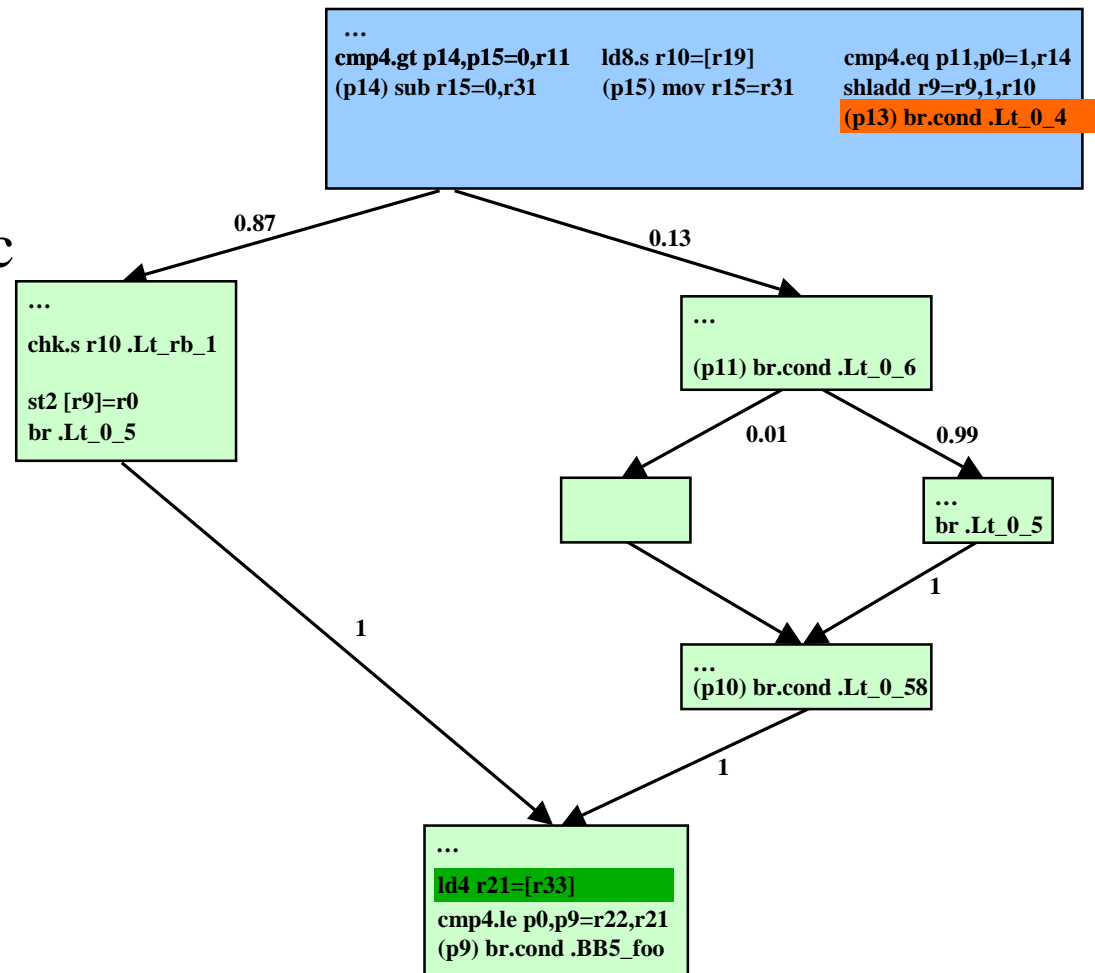 ...
cmp4.gt p14,p15=0,r11 ld8.s r10=[r19] cmp4.eq p11,p0=1,r14
(p14) sub r15=0,r31 (p15) mov r15=r31 shladd r9=r9,1,r10
(p13) br.cond .Lt_0_4
0.87
0.13
c
...
chk.s r10 .Lt_rb_1
st2 [r9]=r0
br .Lt_0_5
...
(p11) br.cond .Lt_0_6
0.01
0.99
...
br .Lt_0_5
1
1
...
(p10) br.cond .Lt_0_58
1
...
ld4 r21=[r33]
cmp4.le p0,p9=r22,r21
(p9) br.cond .BB5_foo